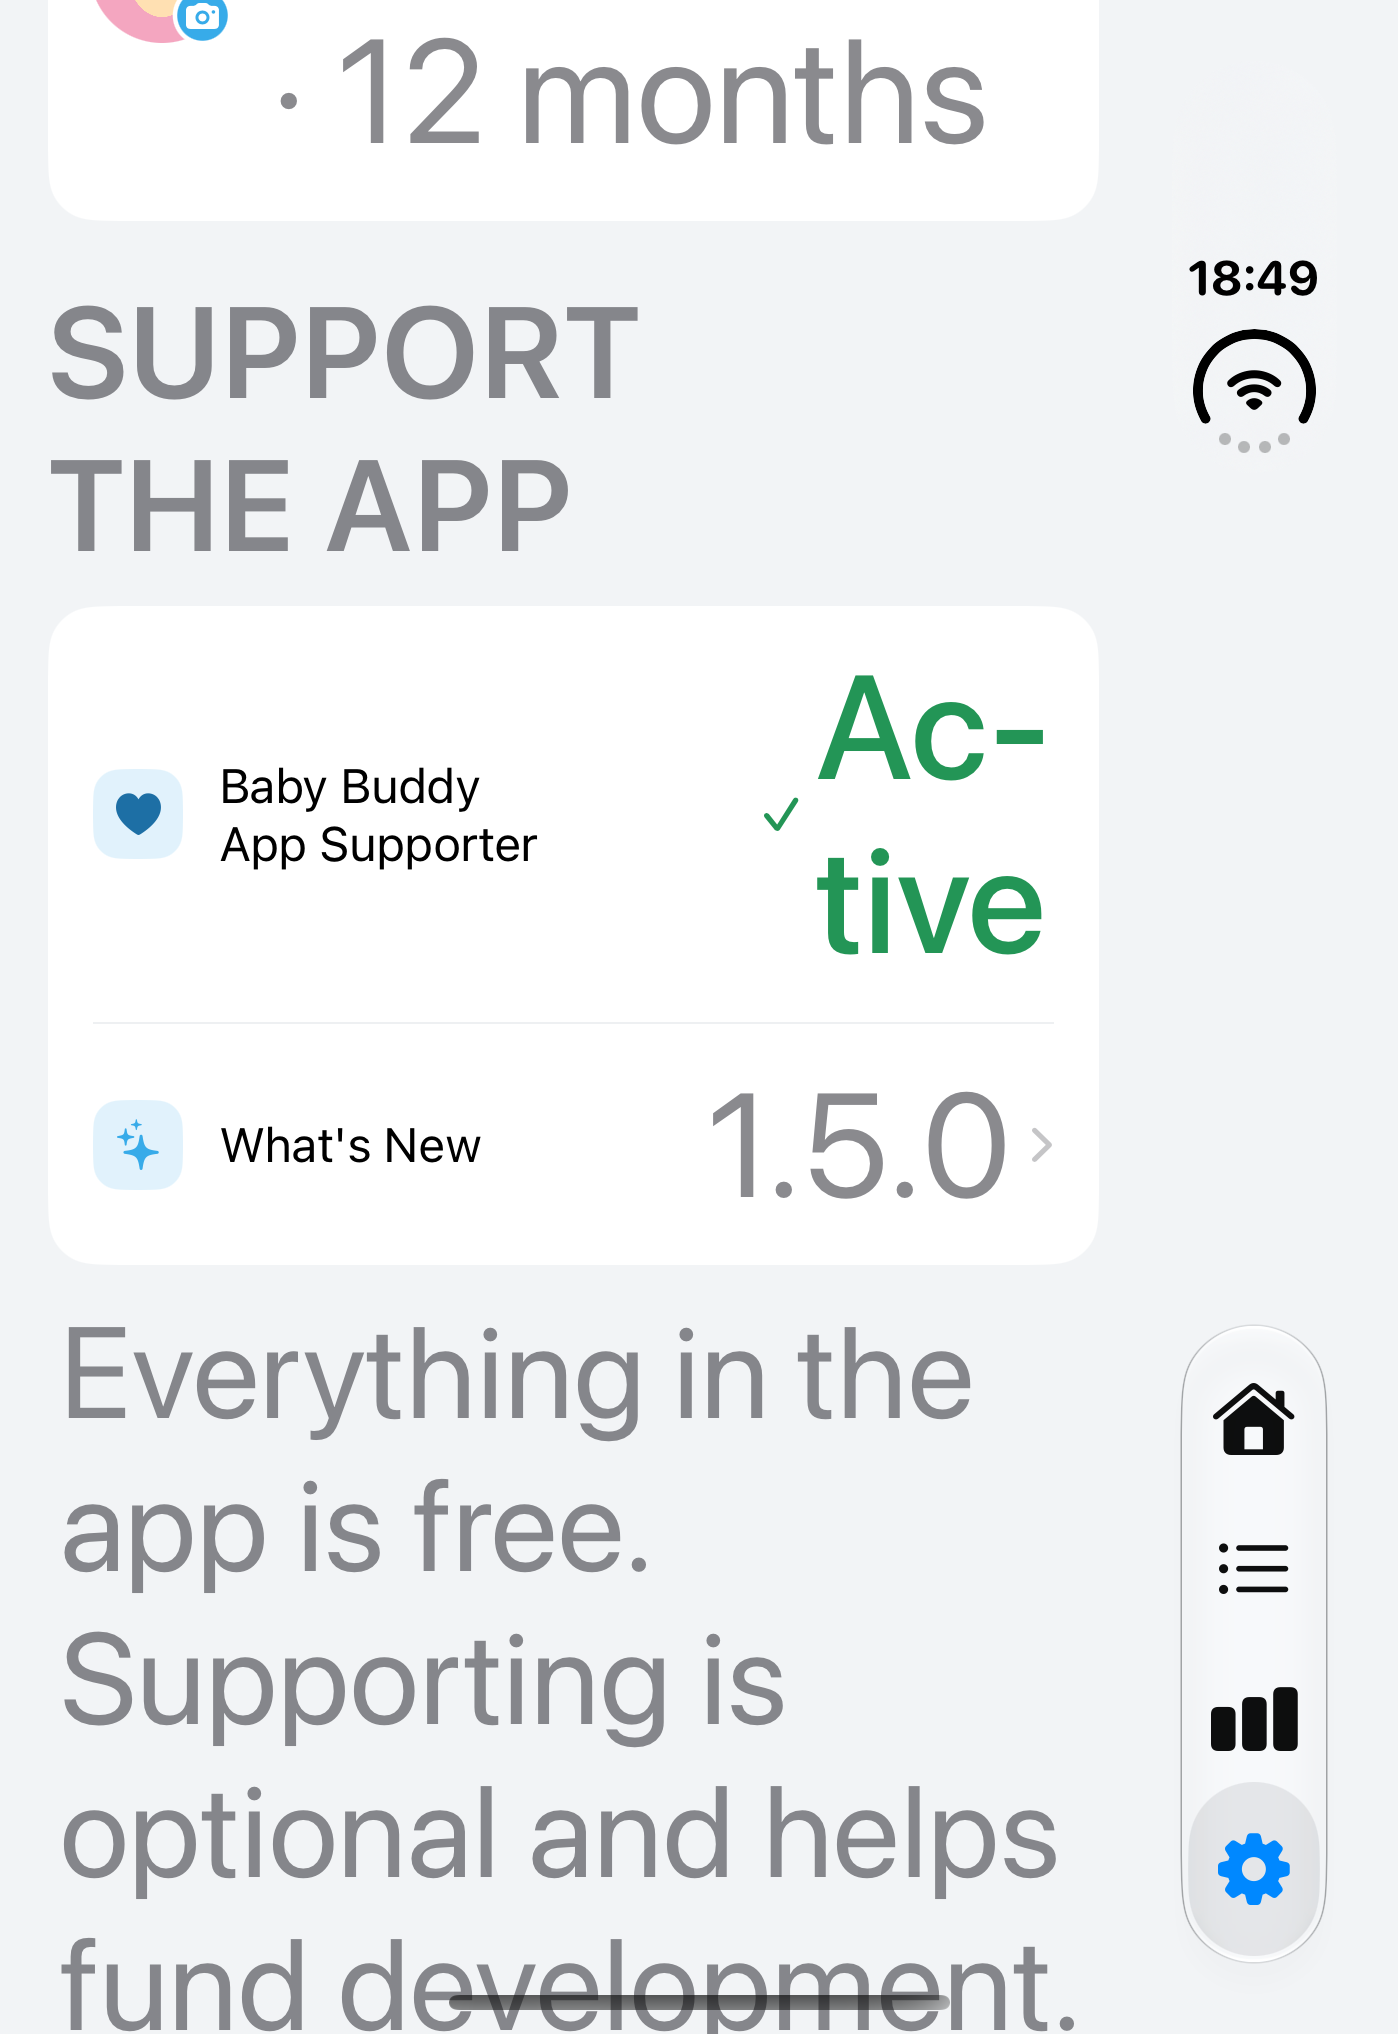 · 12 months
18:49
SUPPORT
THE APP
Baby Buddy
App Supporter
Ac-
tive
What's New
1.5.0
Everything in the
app is free.
Supporting is
optional and helps
fund development.